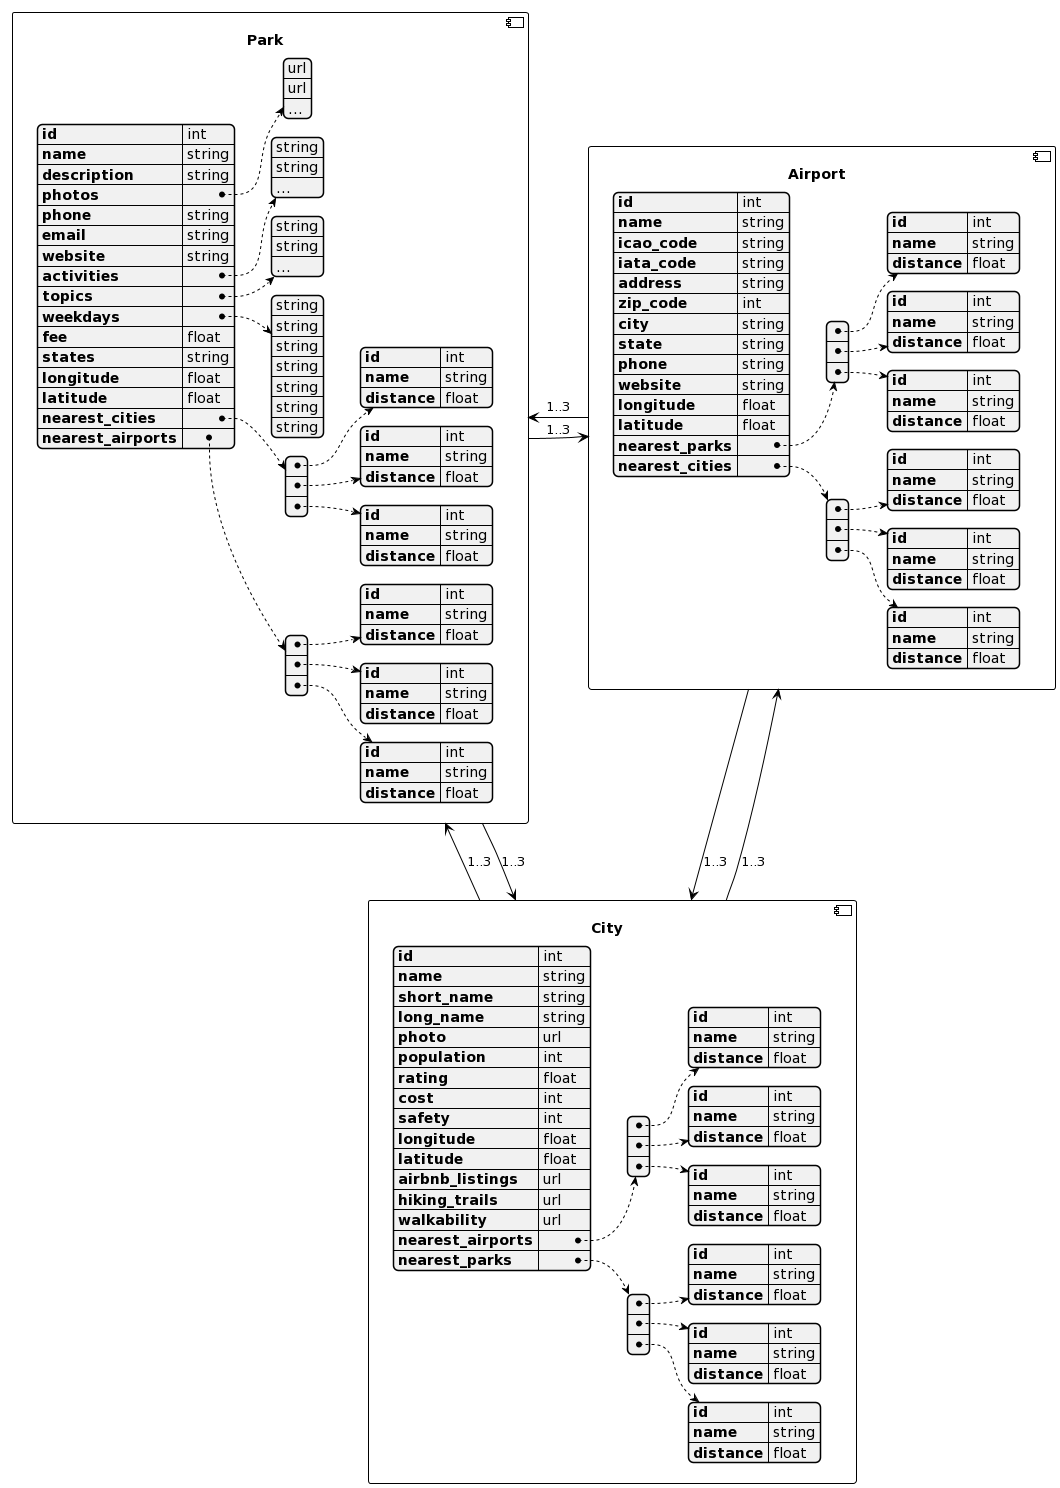 Park
url
url
...
id int
name string
description string
photos
phone string
email string
website string
activities
topics
weekdays
fee float
states string
longitude float
latitude float
nearest_cities
nearest_airports
string
string
...
string
string
...
string
string
string
string
string
string
string
id int
name string
distance float
id int
name string
distance float
id int
name string
distance float
id int
name string
distance float
id int
name string
distance float
id int
name string
distance float
1..3
1..3
Airport
id int
name string
icao_code string
iata_code string
address string
zip_code int
city string
state string
phone string
website string
longitude float
latitude float
nearest_parks
nearest_cities
id int
name string
distance float
id int
name string
distance float
id int
name string
distance float
id int
name string
distance float
id int
name string
distance float
id int
name string
distance float
1..3
1..3
1..3
1..3
City
id int
name string
short_name string
long_name string
photo url
population int
rating float
cost int
safety int
longitude float
latitude float
airbnb_listings url
hiking_trails url
walkability url
nearest_airports
nearest_parks
id int
name string
distance float
id int
name string
distance float
id int
name string
distance float
id int
name string
distance float
id int
name string
distance float
id int
name string
distance float